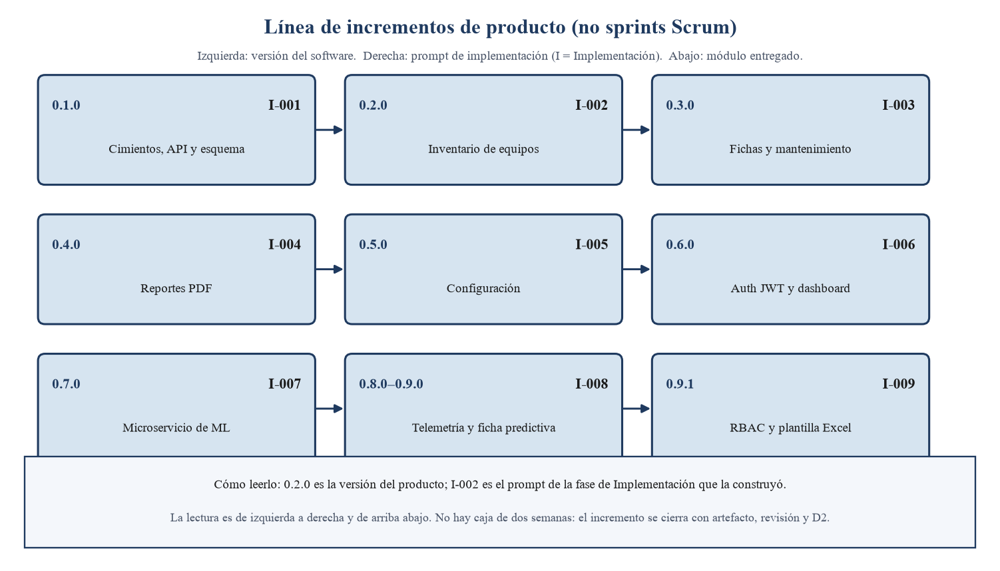 Línea de incrementos de producto (no sprints Scrum)
Izquierda: versión del software.  Derecha: prompt de implementación (I = Implementación).  Abajo: módulo entregado.
0.1.0
I-001
Cimientos, API y esquema
0.2.0
I-002
Inventario de equipos
0.3.0
I-003
Fichas y mantenimiento
0.4.0
I-004
Reportes PDF
0.5.0
I-005
Configuración
0.6.0
I-006
Auth JWT y dashboard
0.7.0
I-007
Microservicio de ML
0.8.0–0.9.0
I-008
Telemetría y ficha predictiva
0.9.1
I-009
RBAC y plantilla Excel
Cómo leerlo: 0.2.0 es la versión del producto; I-002 es el prompt de la fase de Implementación que la construyó.
La lectura es de izquierda a derecha y de arriba abajo. No hay caja de dos semanas: el incremento se cierra con artefacto, revisión y D2.